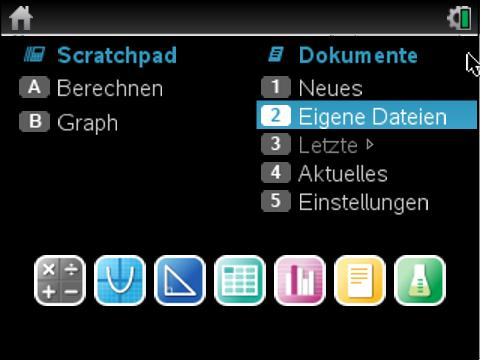 Scratchpad
A Berechnen
B Graph
Dokumente
1 Neues
2 Eigene Dateien
3 Letzte ▷
4 Aktuelles
5 Einstellungen
× ÷
+ −